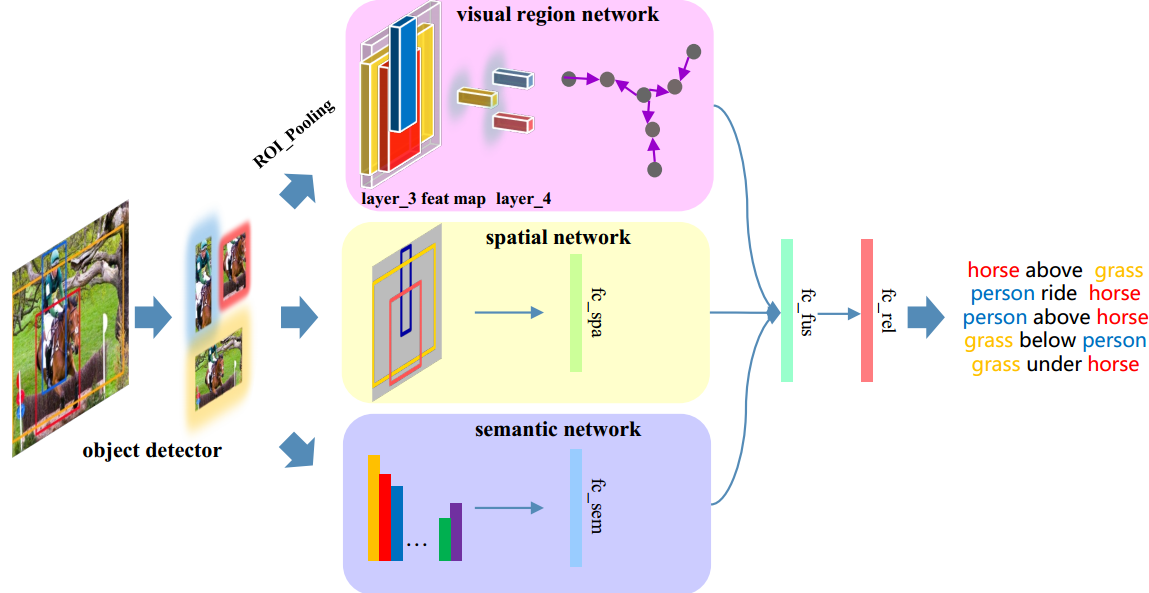 visual region network
ROI_Pooling
layer_3 feat map layer_4
object detector
spatial network
fc_spa
semantic network
...
fc_sem
fc_fus
fc_rel
horse above grass
person ride horse
person above horse
grass below person
grass under horse